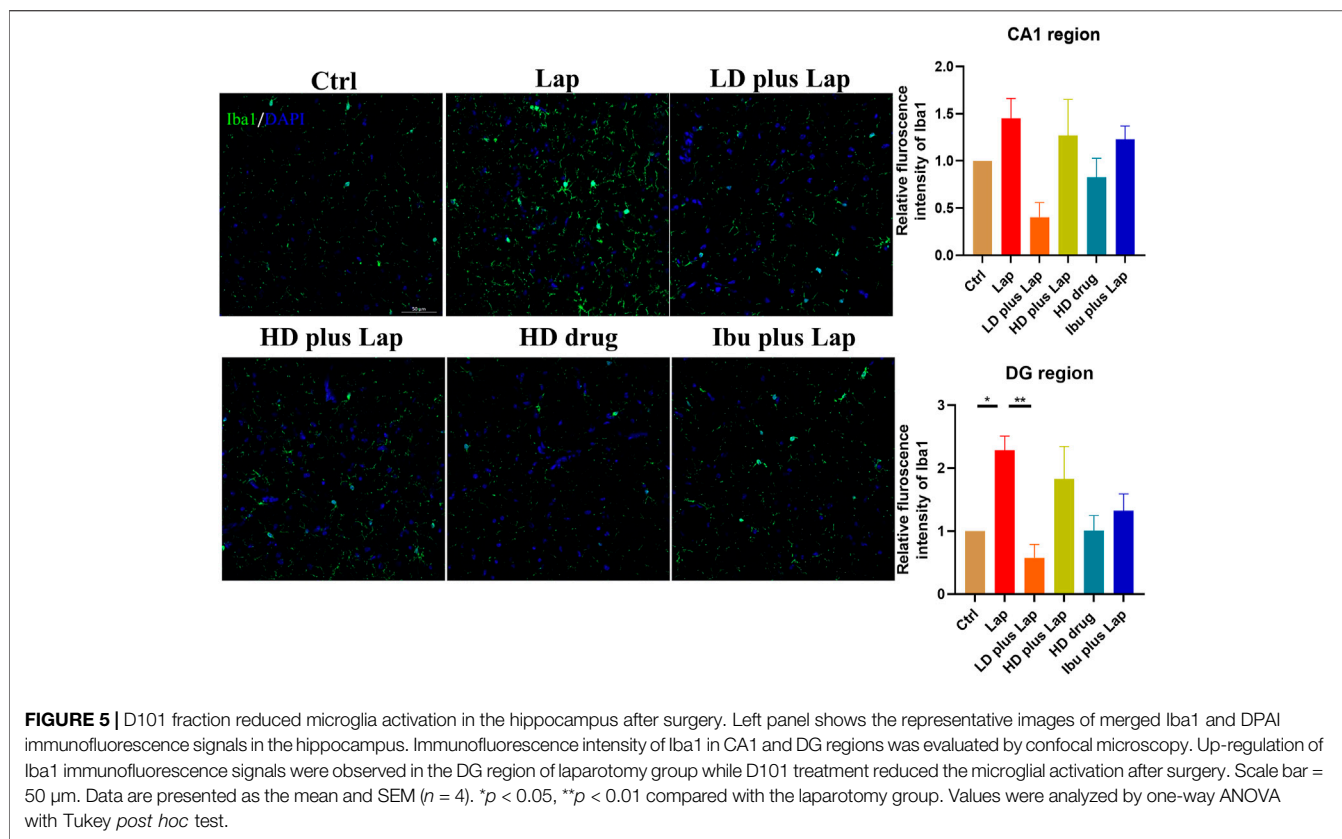 Ctrl
Lap
LD plus Lap
Iba1/DAPI
50 µm
HD plus Lap
HD drug
Ibu plus Lap
CA1 region
Relative fluroscence
intensity of Iba1
2.0
1.5
1.0
0.5
0.0
Ctrl
Lap
LD plus Lap
HD plus Lap
HD drug
Ibu plus Lap
DG region
Relative fluroscence
intensity of Iba1
* **
3
2
1
0
Ctrl
Lap
LD plus Lap
HD plus Lap
HD drug
Ibu plus Lap
FIGURE 5 | D101 fraction reduced microglia activation in the hippocampus after surgery. Left panel shows the representative images of merged Iba1 and DPAI
immunofluorescence signals in the hippocampus. Immunofluorescence intensity of Iba1 in CA1 and DG regions was evaluated by confocal microscopy. Up-regulation of
Iba1 immunofluorescence signals were observed in the DG region of laparotomy group while D101 treatment reduced the microglial activation after surgery. Scale bar =
50 µm. Data are presented as the mean and SEM (n = 4). *p < 0.05, **p < 0.01 compared with the laparotomy group. Values were analyzed by one-way ANOVA
with Tukey post hoc test.